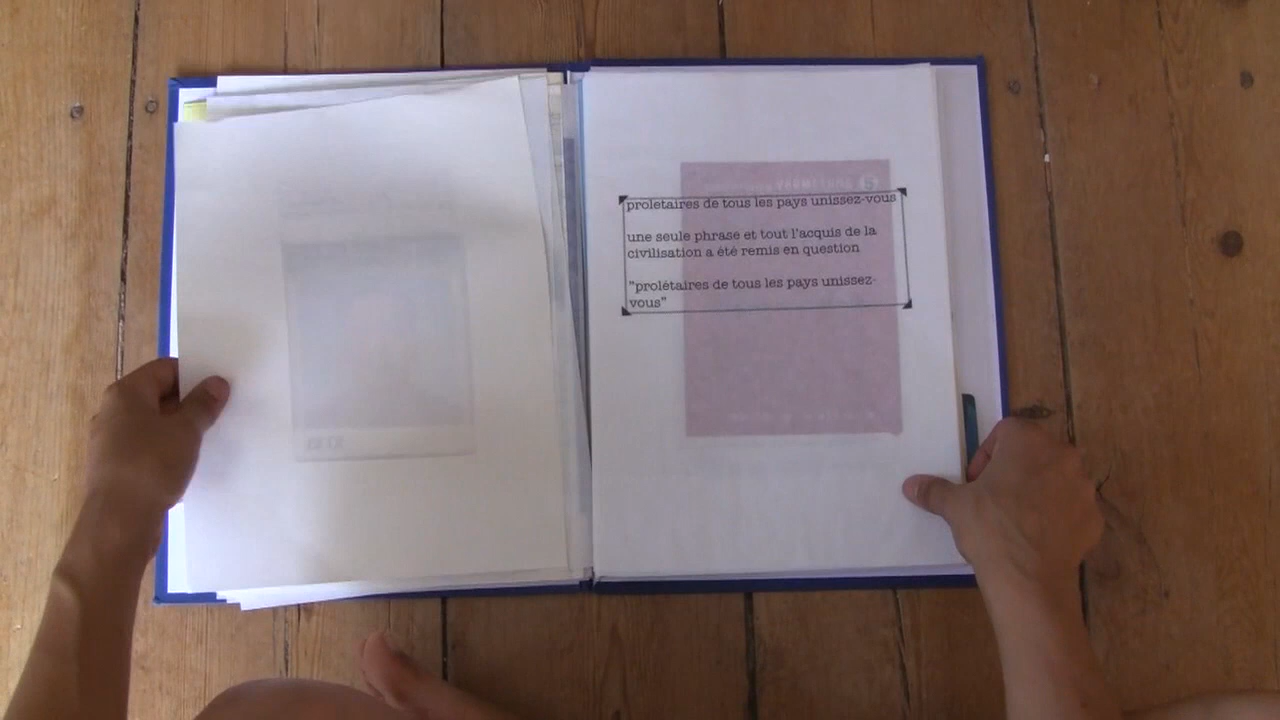 proletaires de tous les pays unissez-vous
une seule phrase et tout l'acquis de la
civilisation a été remis en question
"prolétaires de tous les pays unissez-
vous"